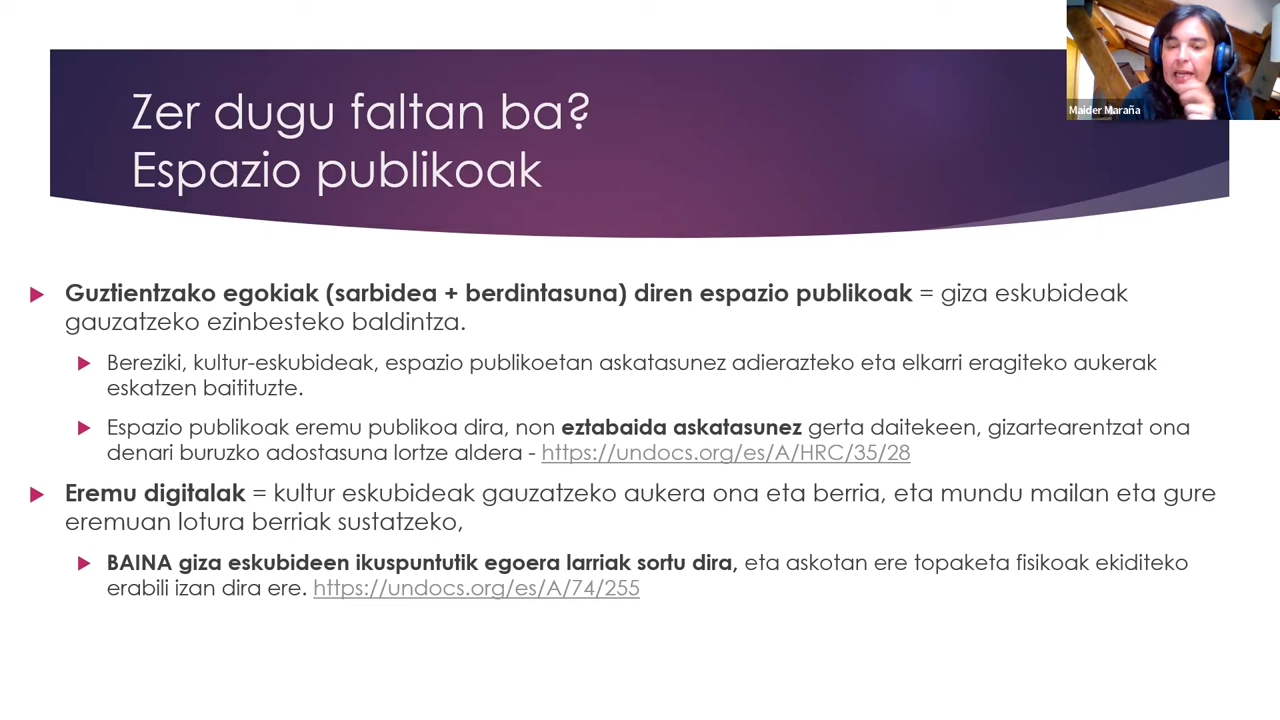 Maider Maraña
Zer dugu faltan ba?
Espazio publikoak
Guztientzako egokiak (sarbidea + berdintasuna) diren espazio publikoak = giza eskubideak
gauzatzeko ezinbesteko baldintza.
Bereziki, kultur-eskubideak, espazio publikoetan askatasunez adierazteko eta elkarri eragiteko aukerak
eskatzen baitituzte.
Espazio publikoak eremu publikoa dira, non eztabaida askatasunez gerta daitekeen, gizartearentzat ona
denari buruzko adostasuna lortze aldera - https://undocs.org/es/A/HRC/35/28
Eremu digitalak = kultur eskubideak gauzatzeko aukera ona eta berria, eta mundu mailan eta gure
eremuan lotura berriak sustatzeko,
BAINA giza eskubideen ikuspuntutik egoera larriak sortu dira, eta askotan ere topaketa fisikoak ekiditeko
erabili izan dira ere. https://undocs.org/es/A/74/255